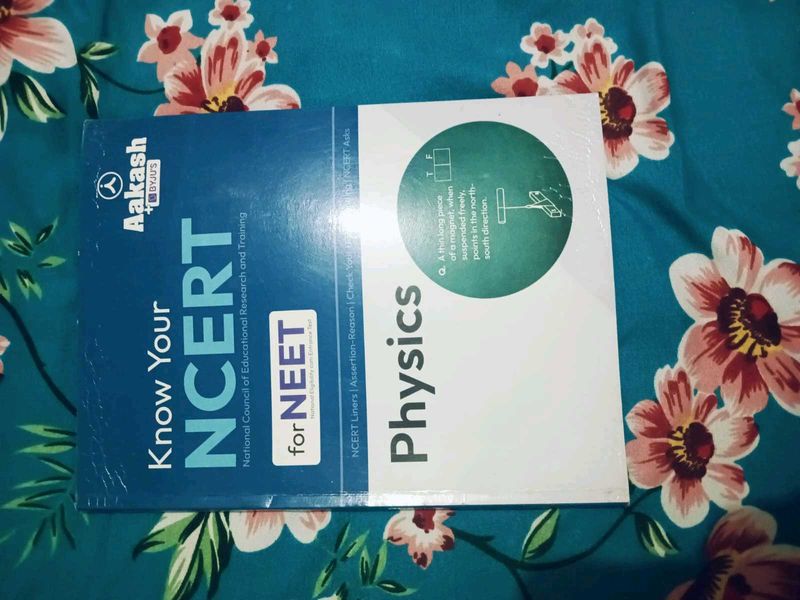 Aakash
+ BYJU'S
Know Your
NCERT
National Council of Educational Research and Training
for NEET
National Eligibility cum Entrance Test
NCERT Liners | Assertion-Reason | Check Your | NCERT Asks
T F
Q. A thin long piece
of a magnet, when
suspended freely,
points in the north-
south direction.
Physics